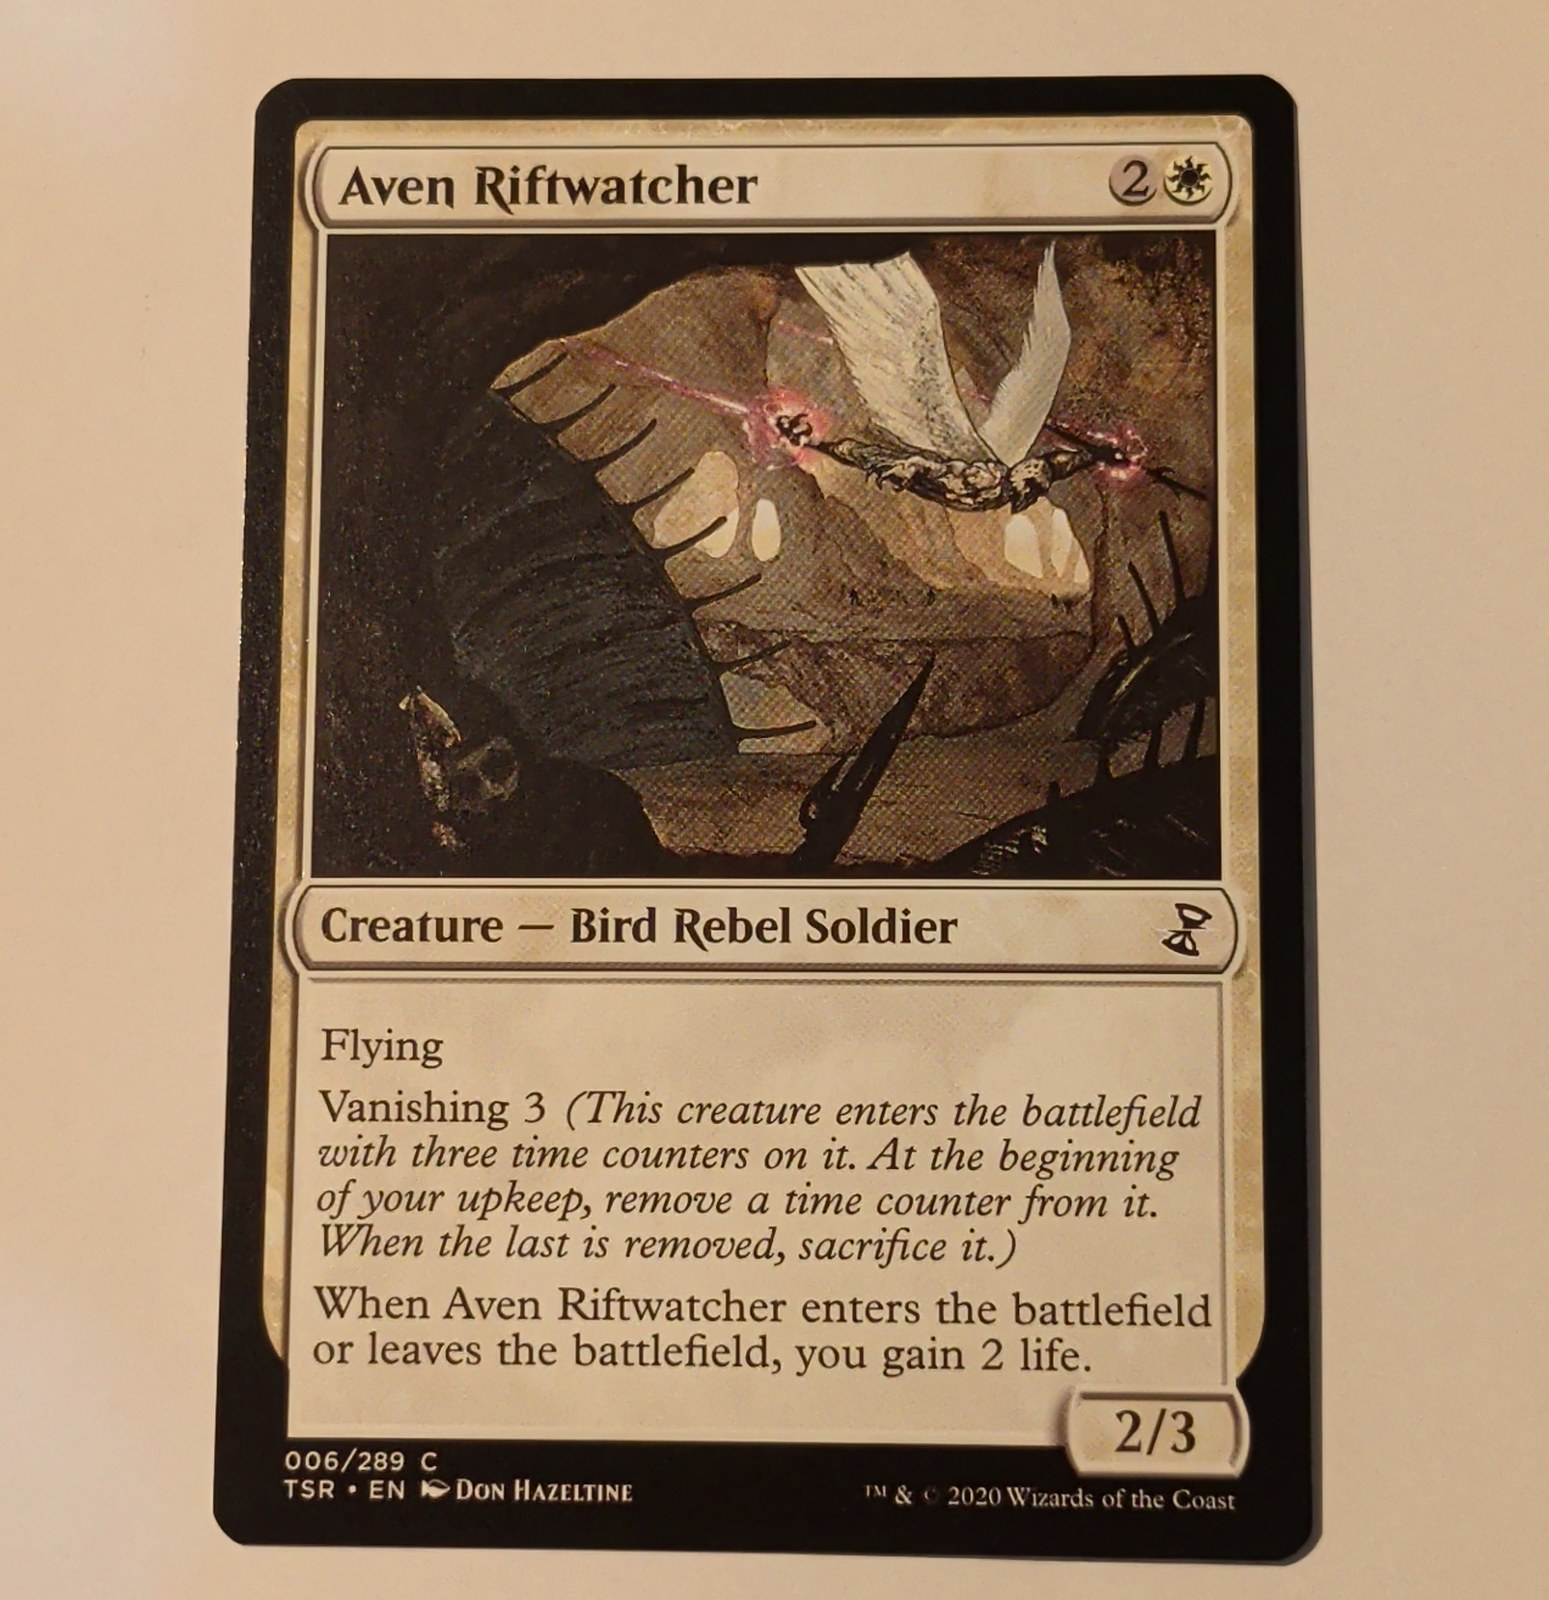 Aven Riftwatcher 2
Creature — Bird Rebel Soldier
Flying
Vanishing 3 (This creature enters the battlefield
with three time counters on it. At the beginning
of your upkeep, remove a time counter from it.
When the last is removed, sacrifice it.)
When Aven Riftwatcher enters the battlefield
or leaves the battlefield, you gain 2 life.
2/3
006/289 C
TSR • EN Don Hazeltine
™ & © 2020 Wizards of the Coast